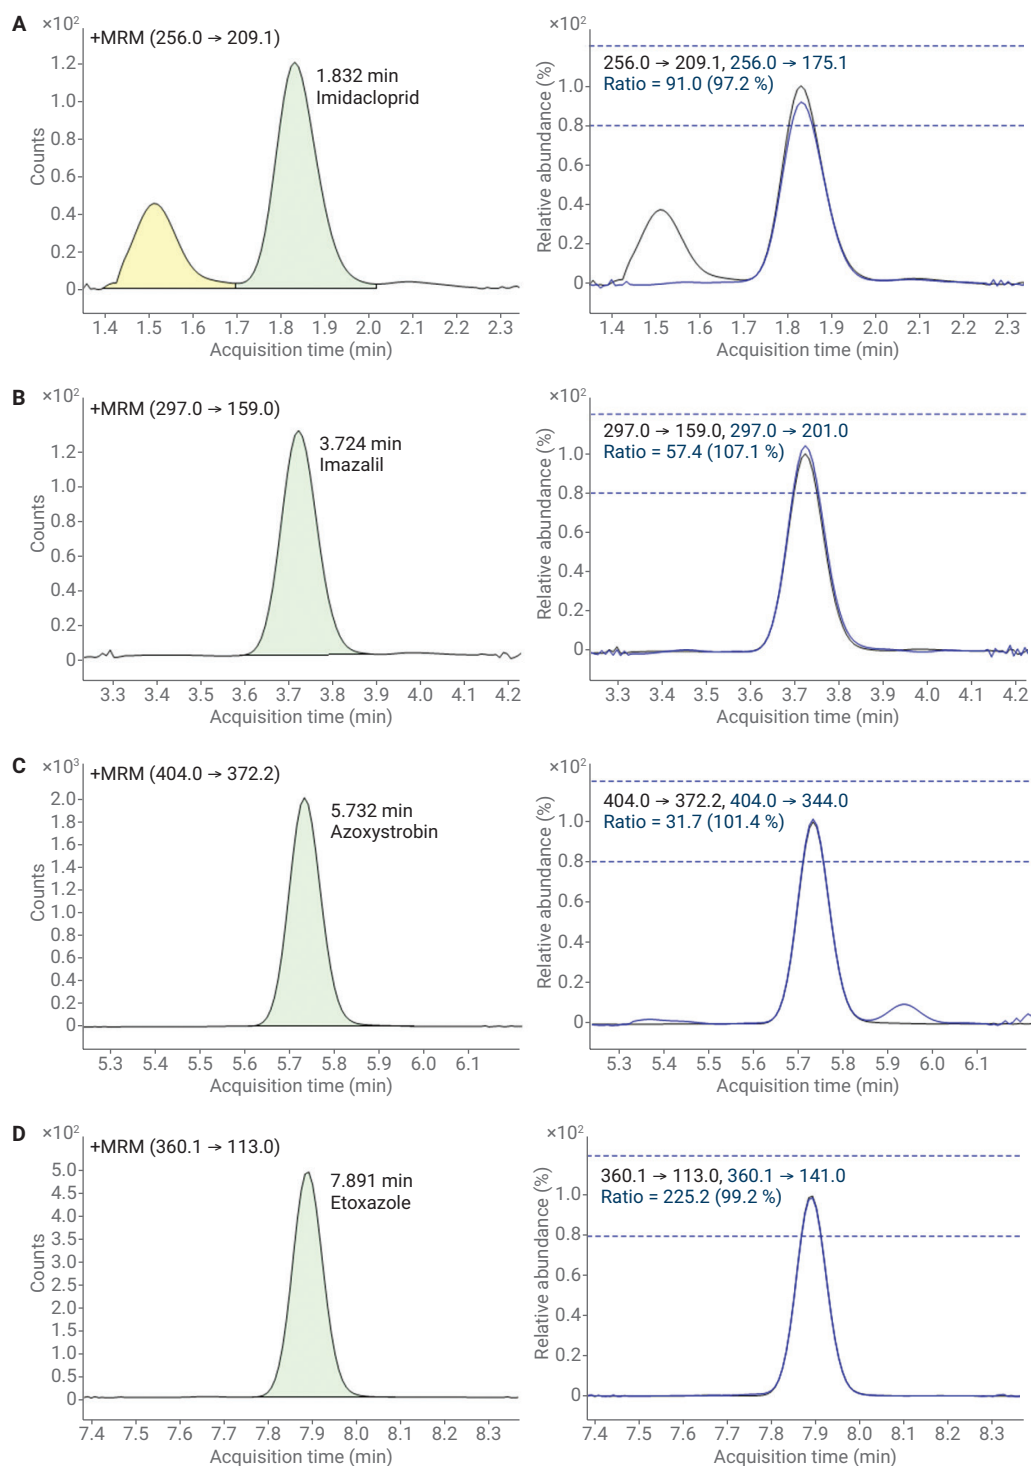 A
×10²
+MRM (256.0 → 209.1)
1.832 min
Imidacloprid
Counts
1.2
1.0
0.8
0.6
0.4
0.2
0
1.4 1.5 1.6 1.7 1.8 1.9 2.0 2.1 2.2 2.3
Acquisition time (min)
×10²
256.0 → 209.1, 256.0 → 175.1
Ratio = 91.0 (97.2 %)
Relative abundance (%)
1.0
0.8
0.6
0.4
0.2
0
1.4 1.5 1.6 1.7 1.8 1.9 2.0 2.1 2.2 2.3
Acquisition time (min)
B
×10²
+MRM (297.0 → 159.0)
3.724 min
Imazalil
Counts
1.2
1.0
0.8
0.6
0.4
0.2
0
3.3 3.4 3.5 3.6 3.7 3.8 3.9 4.0 4.1 4.2
Acquisition time (min)
×10²
297.0 → 159.0, 297.0 → 201.0
Ratio = 57.4 (107.1 %)
Relative abundance (%)
1.0
0.8
0.6
0.4
0.2
0
3.3 3.4 3.5 3.6 3.7 3.8 3.9 4.0 4.1 4.2
Acquisition time (min)
C
×10³
+MRM (404.0 → 372.2)
5.732 min
Azoxystrobin
Counts
2.0
1.8
1.6
1.4
1.2
1.0
0.8
0.6
0.4
0.2
0
5.3 5.4 5.5 5.6 5.7 5.8 5.9 6.0 6.1
Acquisition time (min)
×10²
404.0 → 372.2, 404.0 → 344.0
Ratio = 31.7 (101.4 %)
Relative abundance (%)
1.0
0.8
0.6
0.4
0.2
0
5.3 5.4 5.5 5.6 5.7 5.8 5.9 6.0 6.1
Acquisition time (min)
D
×10²
+MRM (360.1 → 113.0)
7.891 min
Etoxazole
Counts
5.0
4.5
4.0
3.5
3.0
2.5
2.0
1.5
1.0
0.5
0
7.4 7.5 7.6 7.7 7.8 7.9 8.0 8.1 8.2 8.3
Acquisition time (min)
×10²
360.1 → 113.0, 360.1 → 141.0
Ratio = 225.2 (99.2 %)
Relative abundance (%)
1.0
0.8
0.6
0.4
0.2
0
7.4 7.5 7.6 7.7 7.8 7.9 8.0 8.1 8.2 8.3
Acquisition time (min)